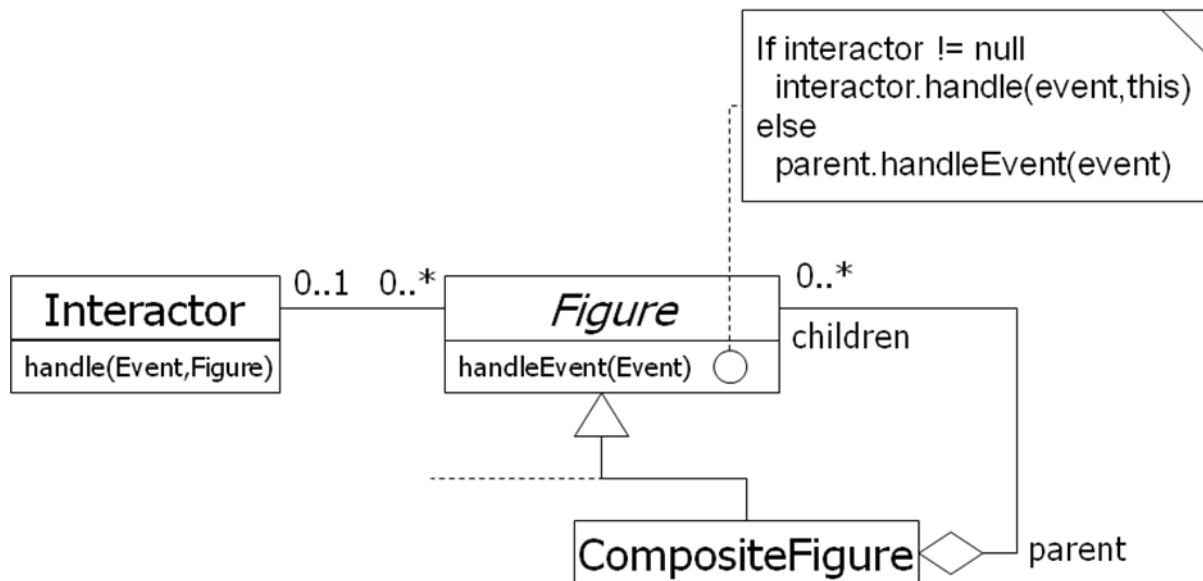 If interactor != null
interactor.handle(event,this)
else
parent.handleEvent(event)
0..1
0..*
0..*
Interactor
Figure
children
handle(Event,Figure)
handleEvent(Event)
CompositeFigure
parent